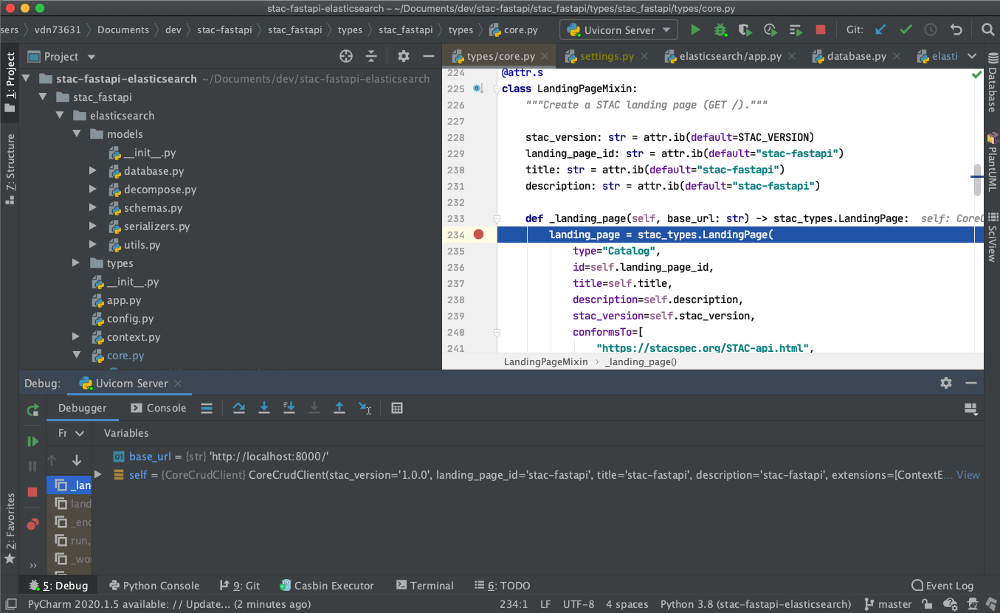 stac-fastapi-elasticsearch – ~/Documents/dev/stac-fastapi/stac_fastapi/types/stac_fastapi/types/core.py
sers vdn73631 Documents dev stac-fastapi stac_fastapi types stac_fastapi types core.py Uvicorn Server Git:
Project
types/core.py settings.py elasticsearch/app.py database.py elasti
1: Project
Z: Structure
2: Favorites
stac-fastapi-elasticsearch ~/Documents/dev/stac-fastapi-elasticsearch
stac_fastapi
elasticsearch
models
__init__.py
database.py
decompose.py
schemas.py
serializers.py
utils.py
types
__init__.py
app.py
config.py
context.py
core.py
224 @attr.s
225 class LandingPageMixin:
226 """Create a STAC landing page (GET /)."""
227
228 stac_version: str = attr.ib(default=STAC_VERSION)
229 landing_page_id: str = attr.ib(default="stac-fastapi")
230 title: str = attr.ib(default="stac-fastapi")
231 description: str = attr.ib(default="stac-fastapi")
232
233 def _landing_page(self, base_url: str) -> stac_types.LandingPage: self: CoreC
234 landing_page = stac_types.LandingPage(
235 type="Catalog",
236 id=self.landing_page_id,
237 title=self.title,
238 description=self.description,
239 stac_version=self.stac_version,
240 conformsTo=[
241 "https://stacspec.org/STAC-api.html",
LandingPageMixin › _landing_page()
Database
PlantUML
SciView
Debug: Uvicorn Server
Debugger Console
Fr Variables
base_url = {str} 'http://localhost:8000/'
self = {CoreCrudClient} CoreCrudClient(stac_version='1.0.0', landing_page_id='stac-fastapi', title='stac-fastapi', description='stac-fastapi', extensions=[ContextE... View
_lan
land
_end
run,
_wo
5: Debug Python Console 9: Git Casbin Executor Terminal 6: TODO Event Log
PyCharm 2020.1.5 available: // Update... (2 minutes ago) 234:1 LF UTF-8 4 spaces Python 3.8 (stac-fastapi-elasticsearch) master